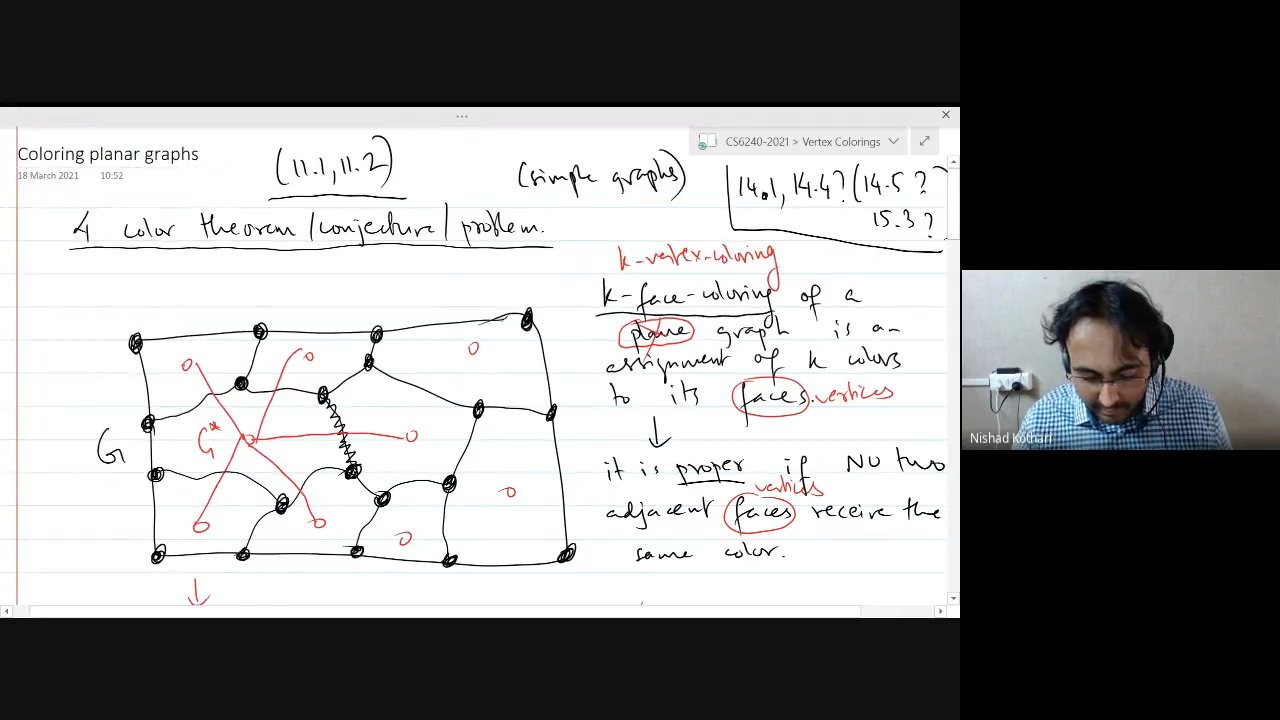 CS6240-2021 > Vertex Colorings
Coloring planar graphs
18 March 2021 10:52
(11.1, 11.2)
(simple graphs)
14.1, 14.4? (14.5?
15.3?
4 color theorem/conjecture/problem.
k-vertex-coloring
k-face-coloring of a
plane graph is an
assignment of k colors
to its faces. vertices
it is proper if NO two
vertices
adjacent faces receive the
same color.
G
G*
Nishad Kothari